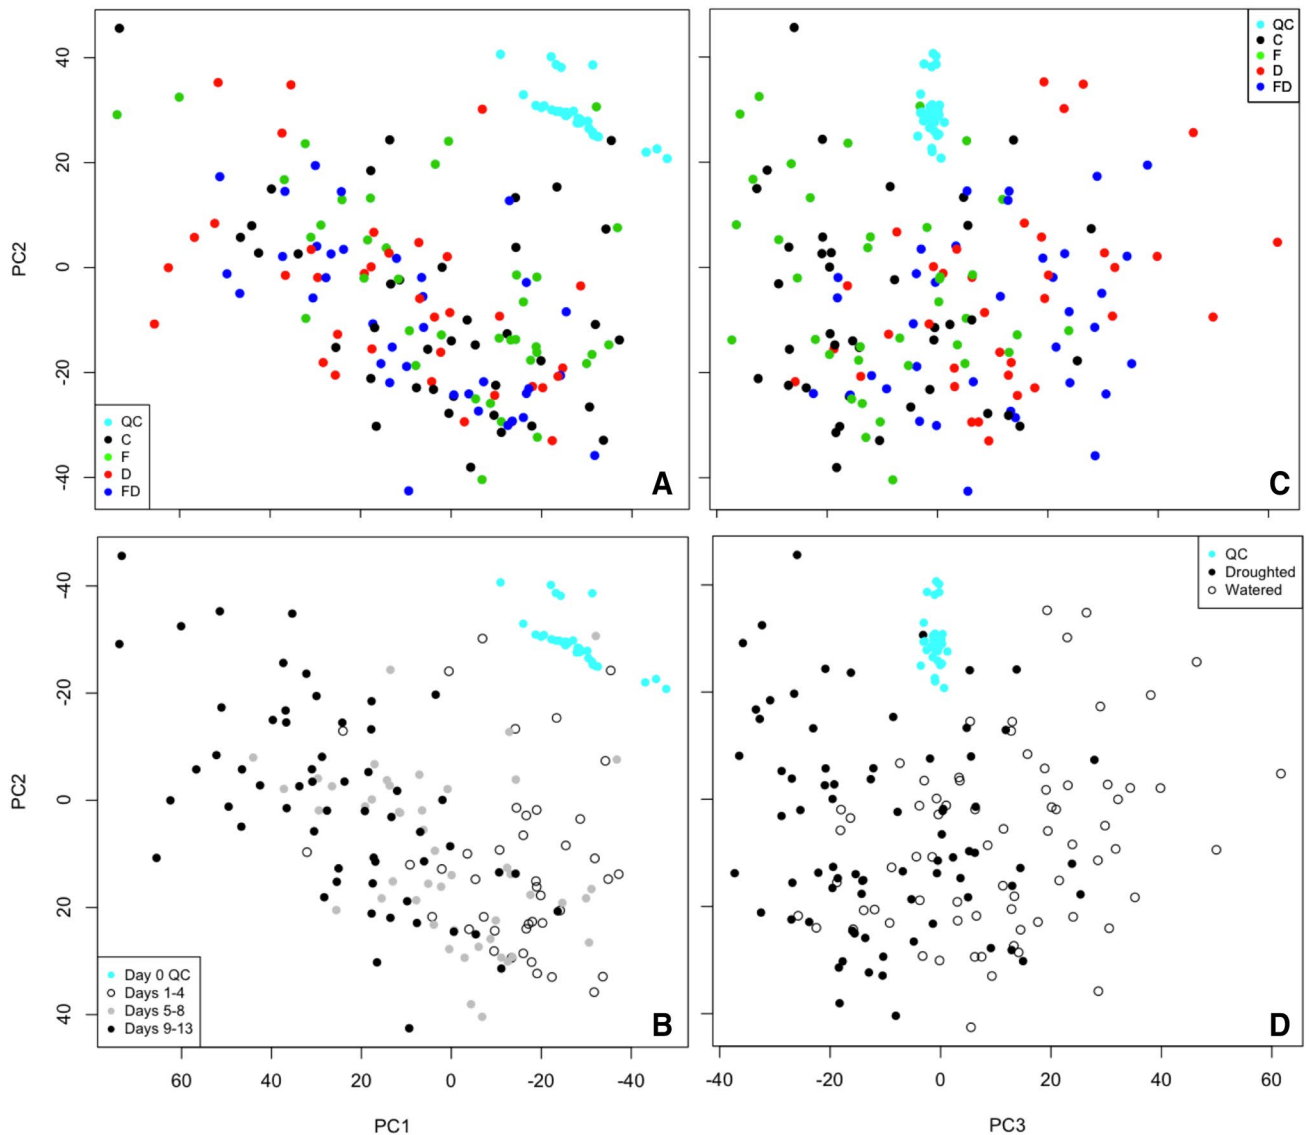 40
20
0
-20
-40
PC2
QC
C
F
D
FD
A
QC
C
F
D
FD
C
-40
-20
0
20
40
PC2
Day 0 QC
Days 1-4
Days 5-8
Days 9-13
B
60 40 20 0 -20 -40
PC1
QC
Droughted
Watered
D
-40 -20 0 20 40 60
PC3